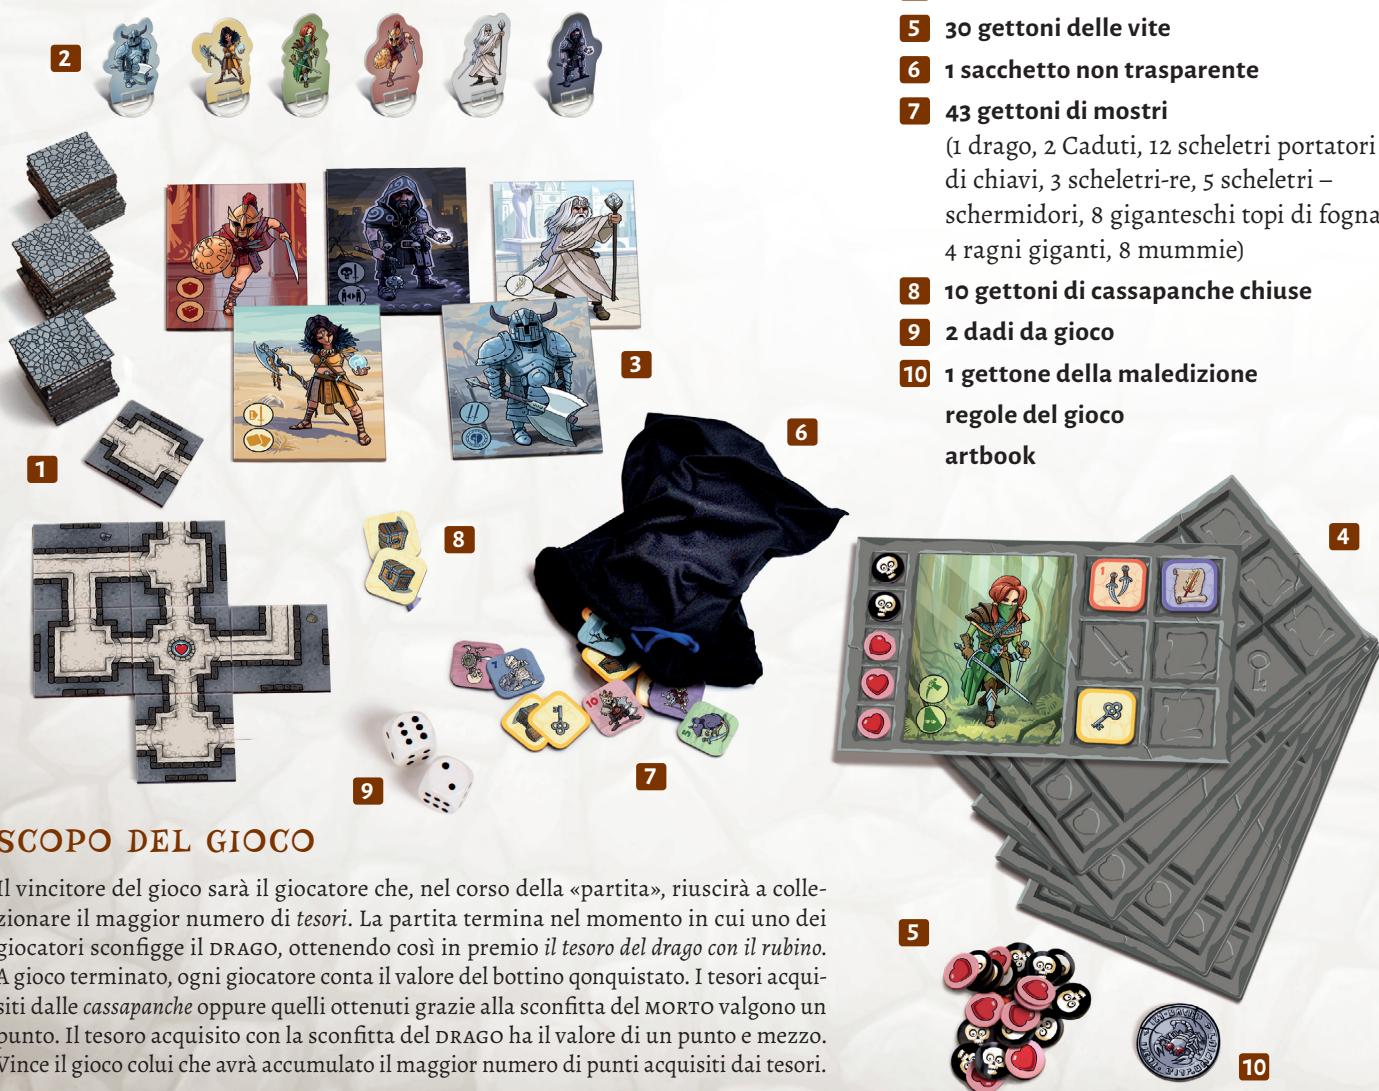 2
5 30 gettoni delle vite
6 1 sacchetto non trasparente
7 43 gettoni di mostri
(1 drago, 2 Caduti, 12 scheletri portatori
di chiavi, 3 scheletri-re, 5 scheletri –
schermidori, 8 giganteschi topi di fogna
4 ragni giganti, 8 mummie)
8 10 gettoni di cassapanche chiuse
9 2 dadi da gioco
10 1 gettone della maledizione
regole del gioco
artbook
3
6
1
8
4
1
7
10
5
9
7
SCOPO DEL GIOCO
Il vincitore del gioco sarà il giocatore che, nel corso della «partita», riuscirà a colle-
zionare il maggior numero di tesori. La partita termina nel momento in cui uno dei
giocatori sconfigge il DRAGO, ottenendo così in premio il tesoro del drago con il rubino.
A gioco terminato, ogni giocatore conta il valore del bottino qonquistato. I tesori acqui-
siti dalle cassapanche oppure quelli ottenuti grazie alla sconfitta del MORTO valgono un
punto. Il tesoro acquisito con la sconfitta del DRAGO ha il valore di un punto e mezzo.
Vince il gioco colui che avrà accumulato il maggior numero di punti acquisiti dai tesori.
5
10